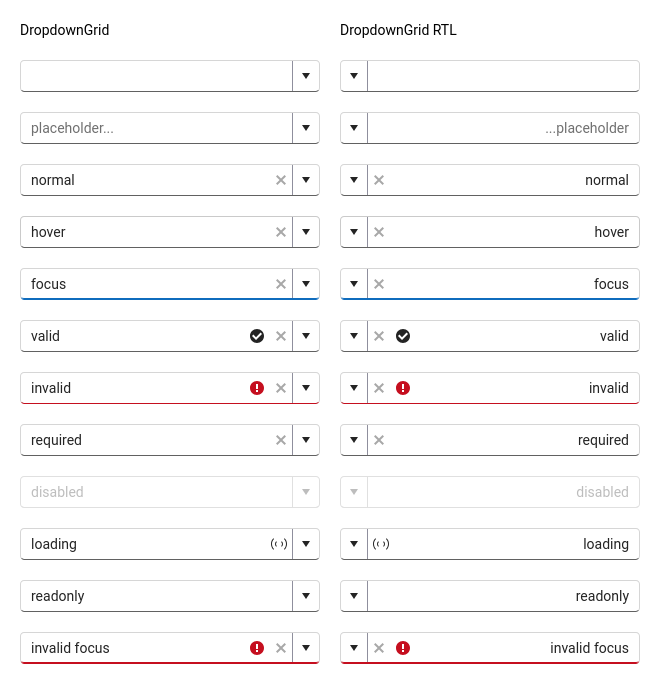 DropdownGrid DropdownGrid RTL
placeholder... ...placeholder
normal normal
hover hover
focus focus
valid valid
invalid invalid
required required
disabled disabled
loading loading
readonly readonly
invalid focus invalid focus